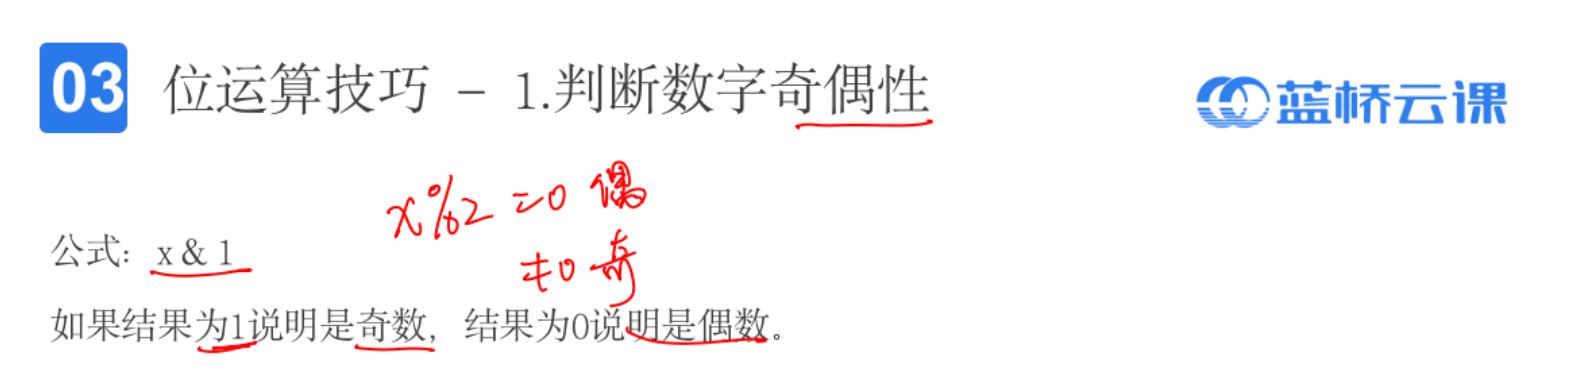 03 位运算技巧 – 1.判断数字奇偶性
蓝桥云课
x%2 =0 偶
≠0 奇
公式: x & 1
如果结果为1说明是奇数, 结果为0说明是偶数。